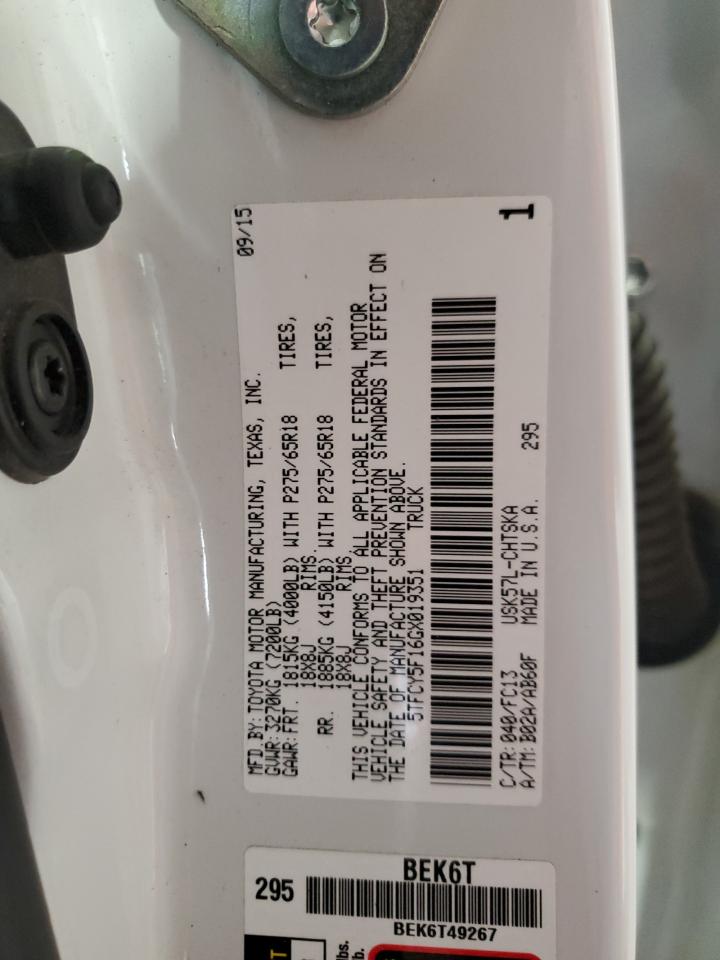 MFD.BY:TOYOTA MOTOR MANUFACTURING, TEXAS, INC. 09/15
GVWR:3270KG (7200LB)
GAWR:FRT. 1815KG (4000LB) WITH P275/65R18 TIRES,
18X8J RIMS.
RR. 1885KG (4150LB) WITH P275/65R18 TIRES,
18X8J RIMS
THIS VEHICLE CONFORMS TO ALL APPLICABLE FEDERAL MOTOR
VEHICLE SAFETY AND THEFT PREVENTION STANDARDS IN EFFECT ON
THE DATE OF MANUFACTURE SHOWN ABOVE.
5TFCY5F16GX019351 TRUCK
C/TR:040/FC13 USK57L-CHTSKA 1
A/TM:B02A/AB60F MADE IN U.S.A. 295
BEK6T
295
BEK6T49267
lbs.